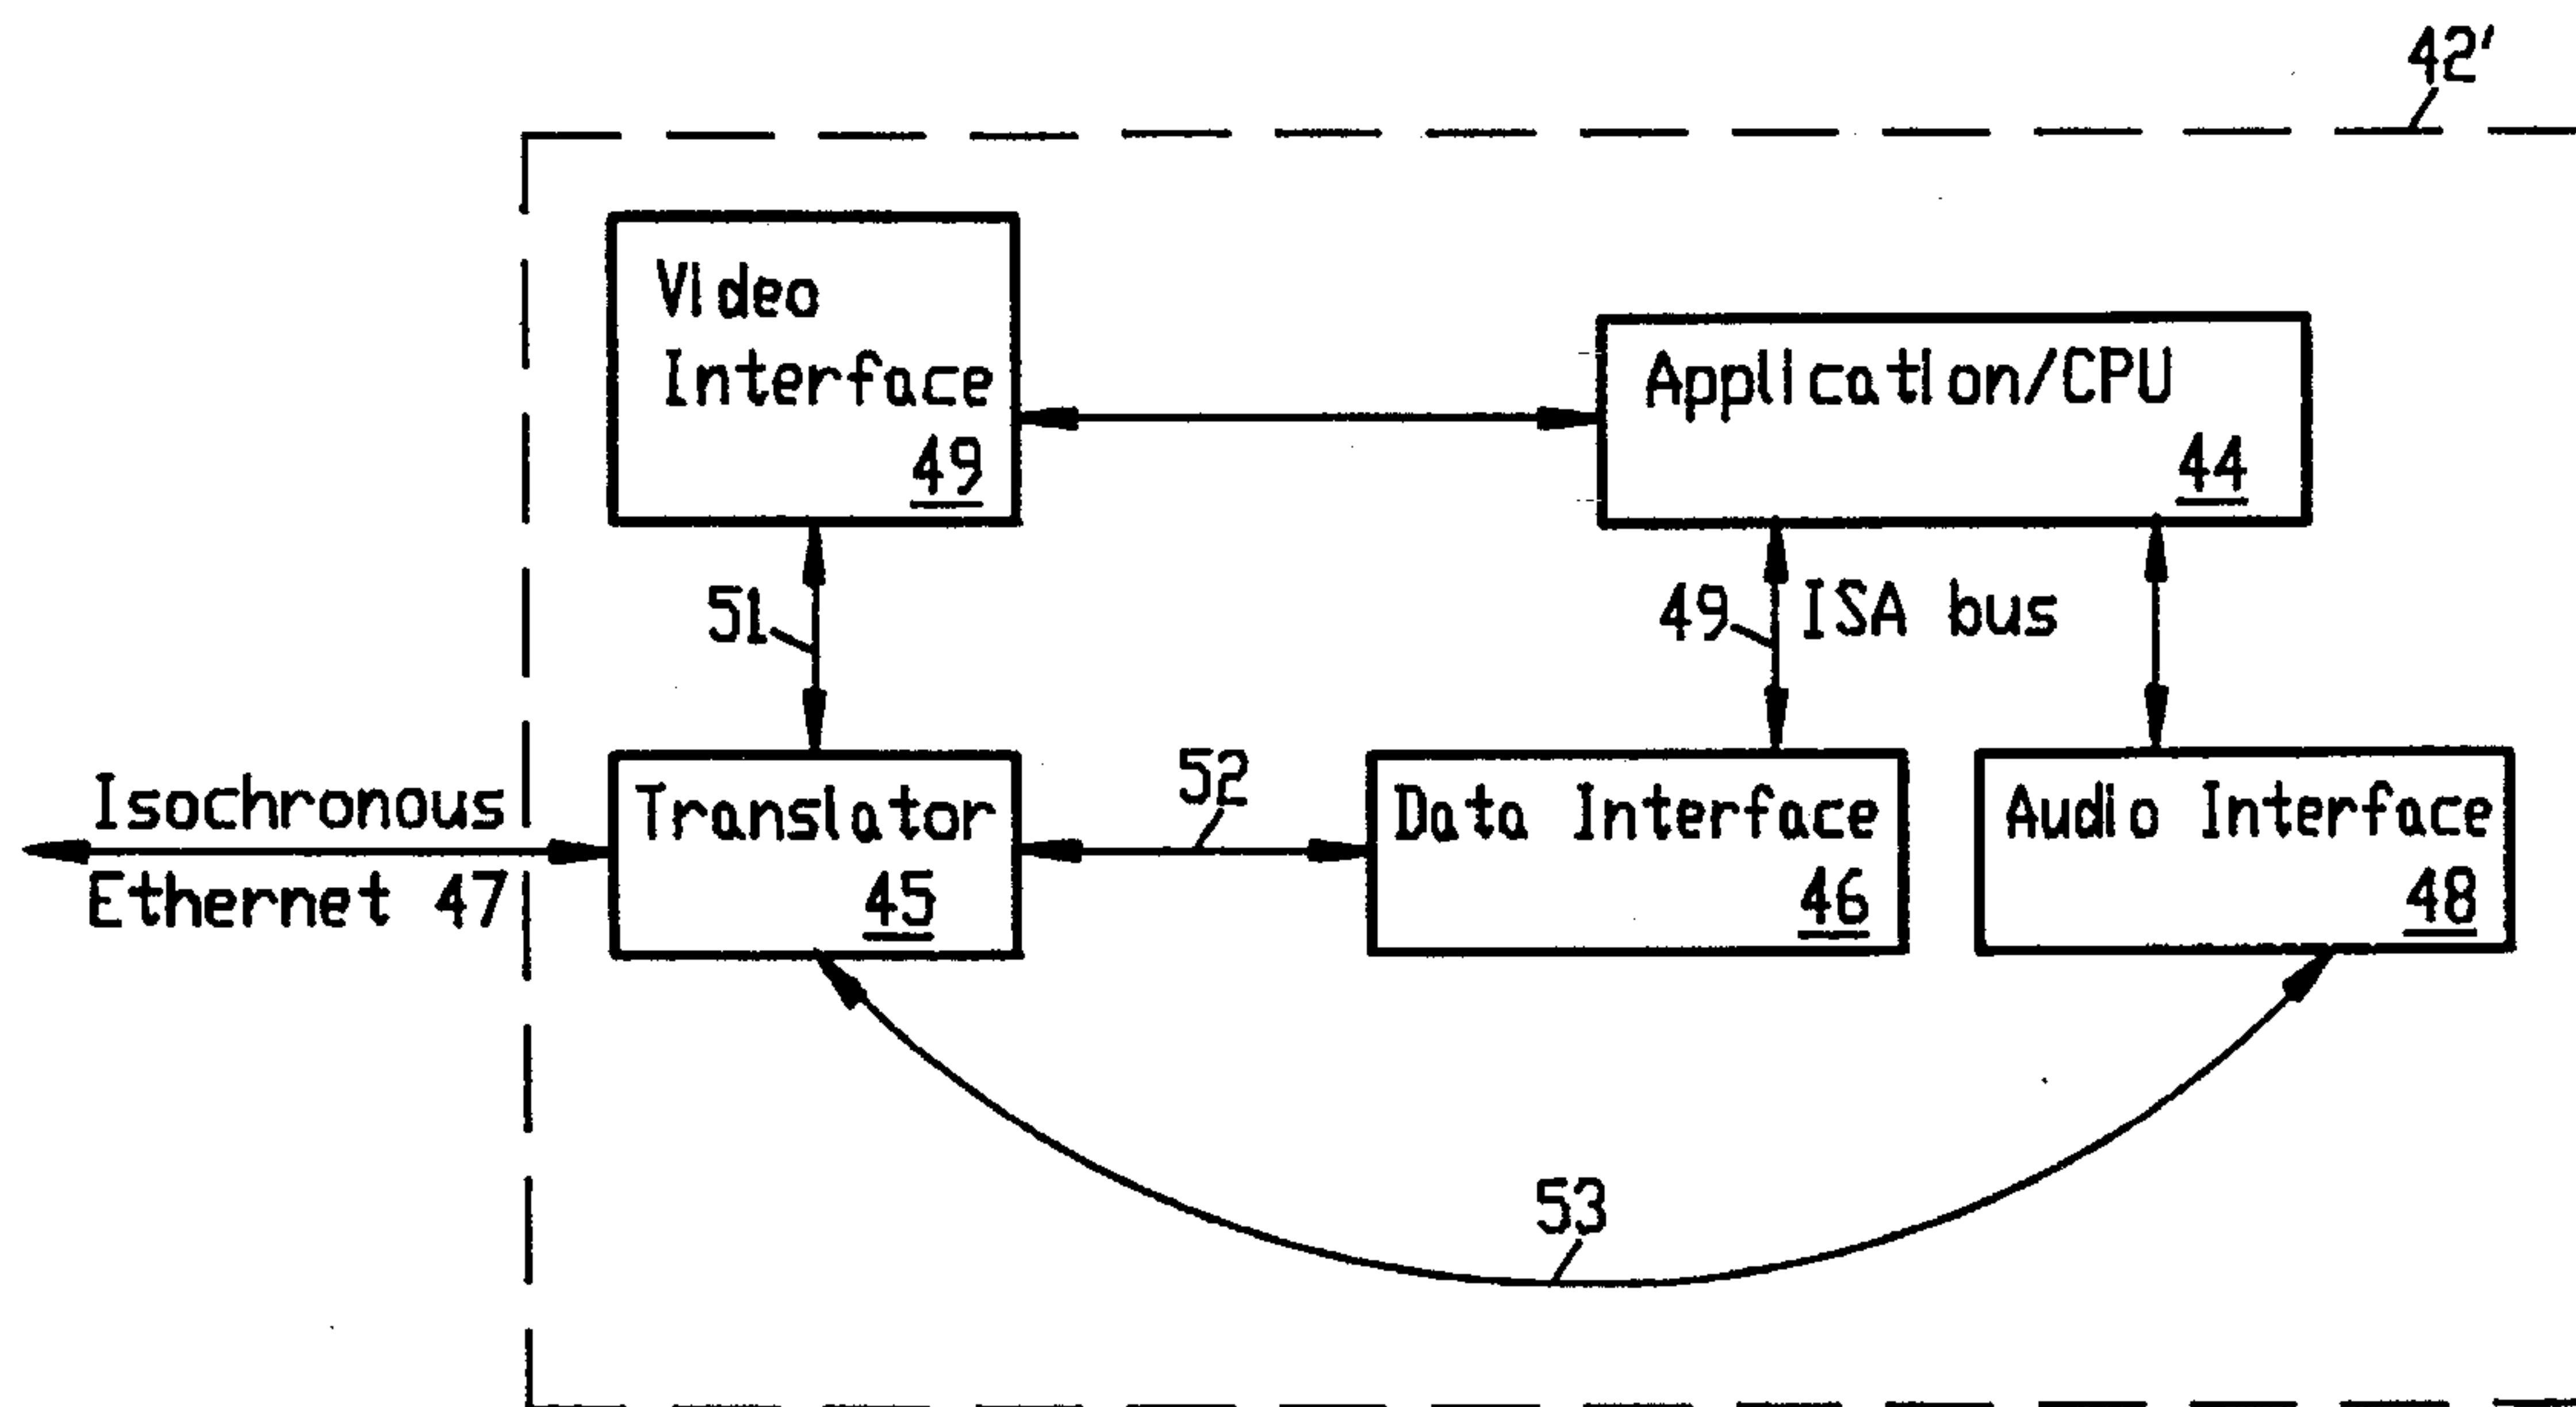 42'
Video
Interface
49
Application/CPU
44
51
49
ISA bus
Isochronous
Ethernet 47
Translator
45
52
Data Interface
46
Audio Interface
48
53